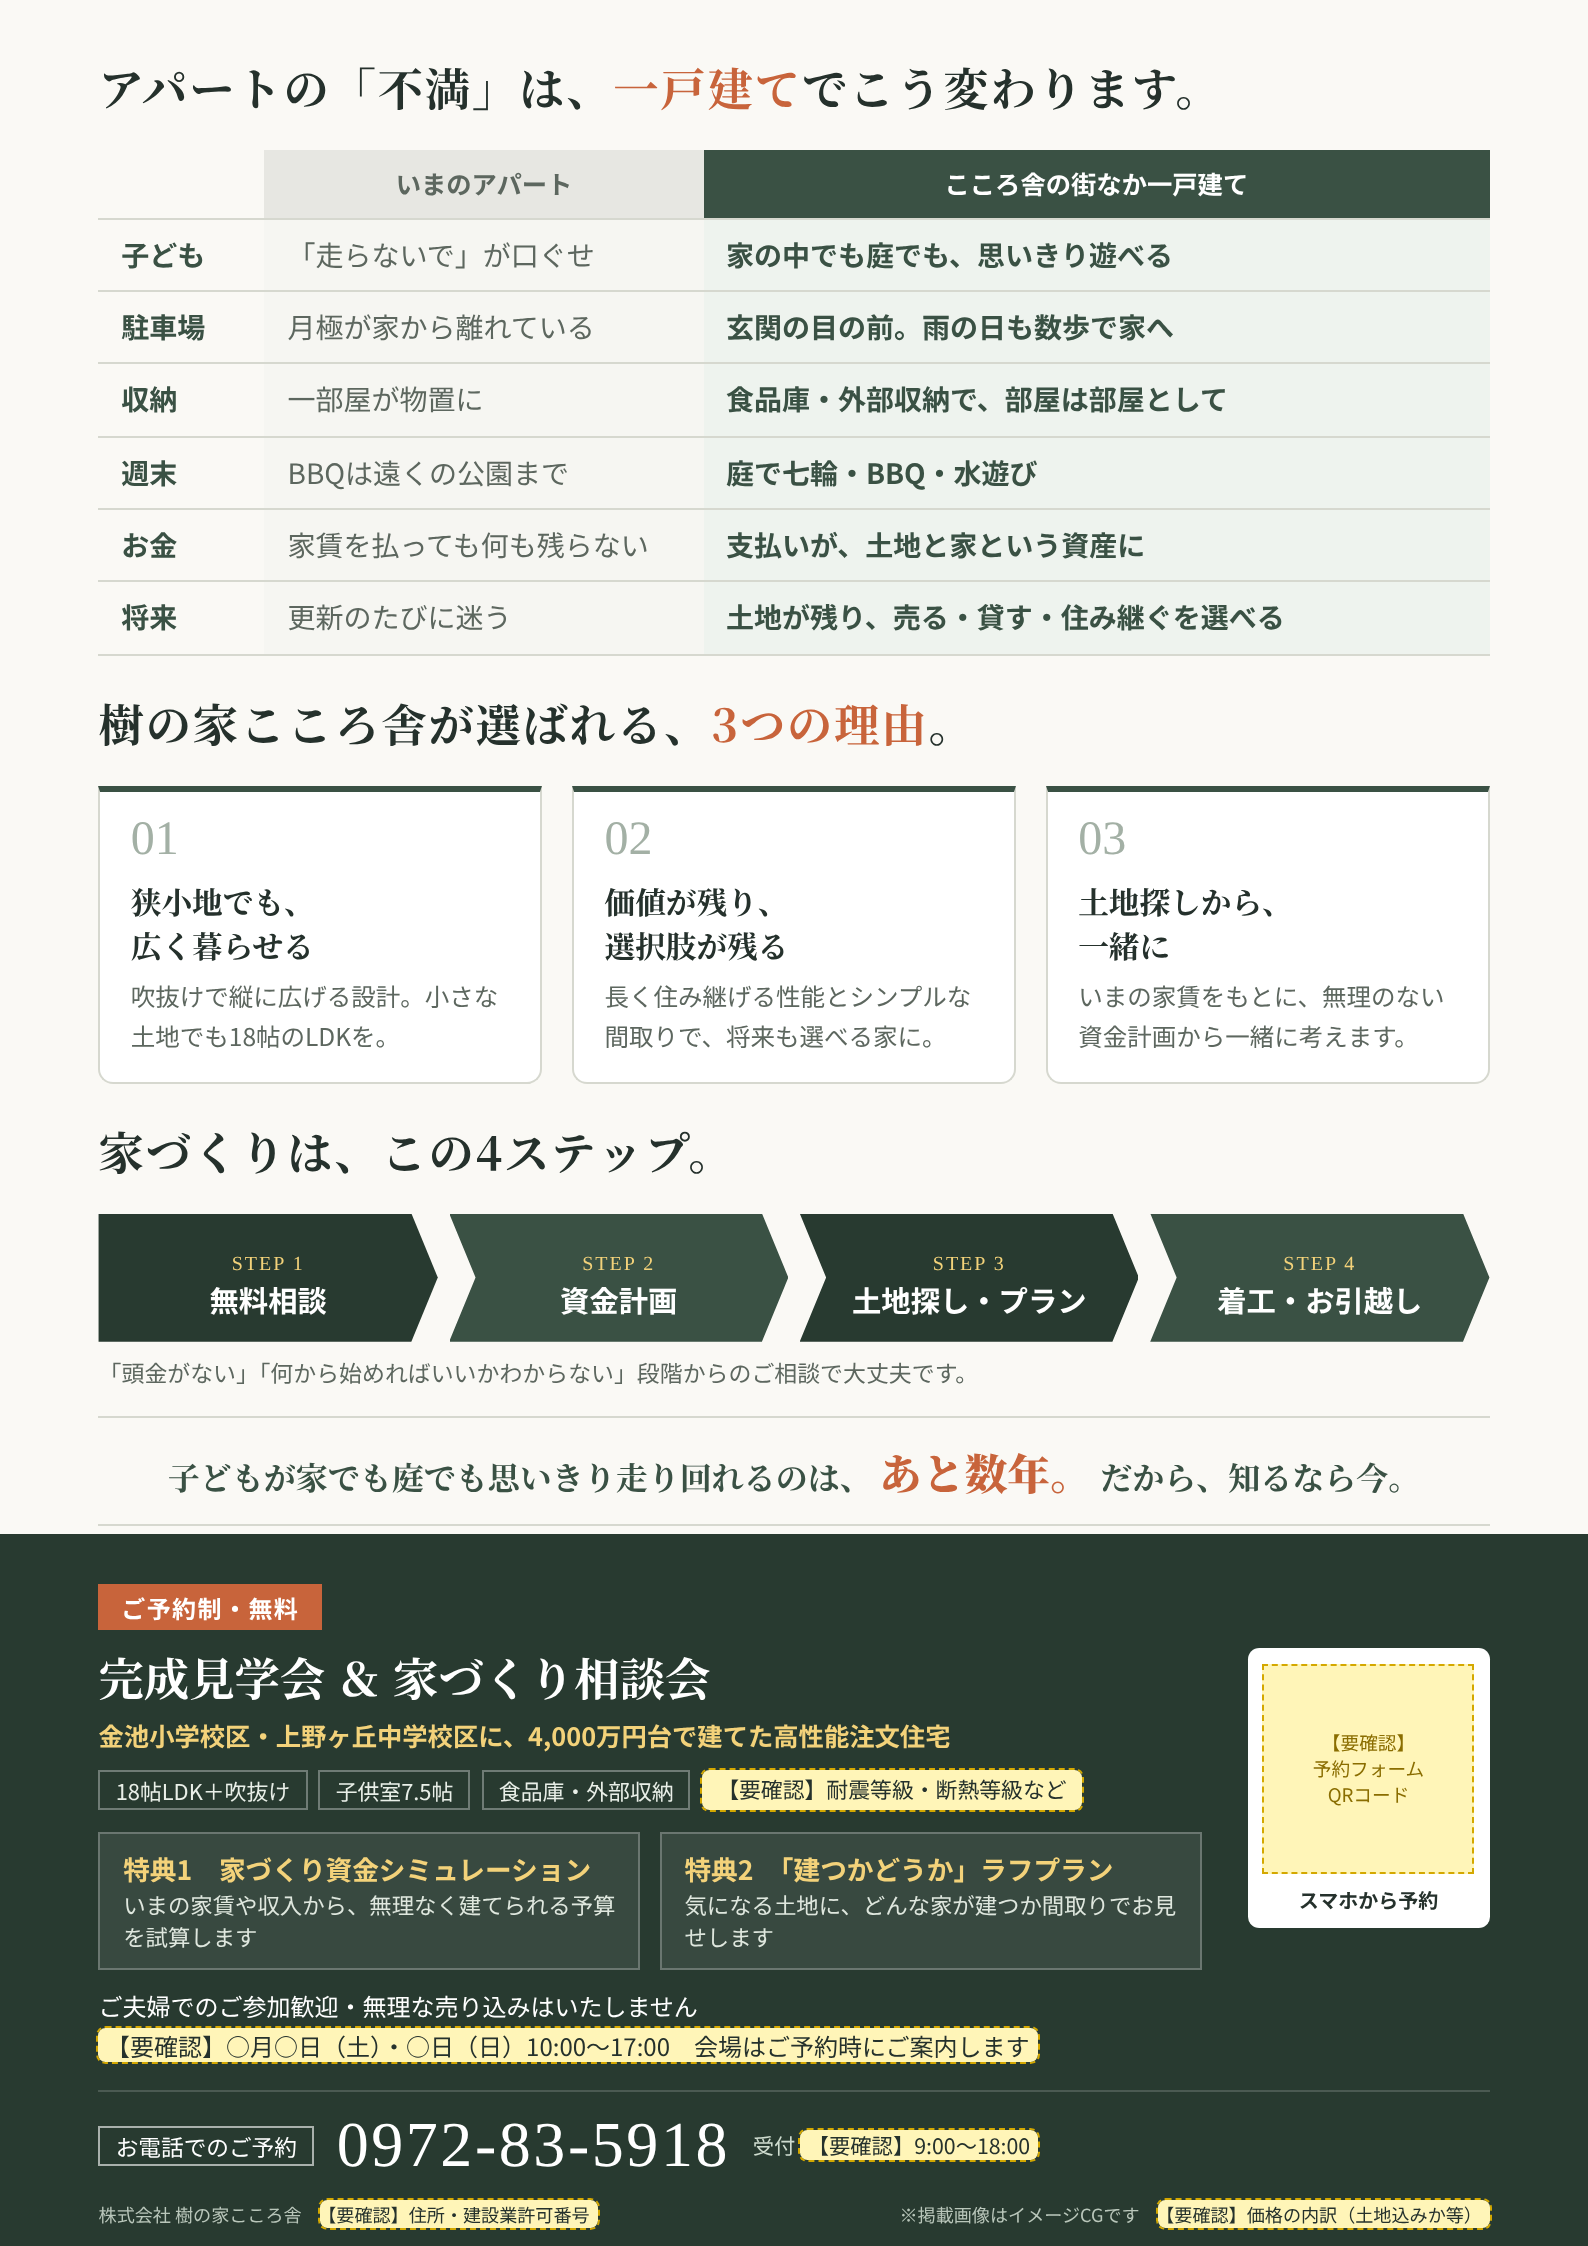 アパートの「不満」は、一戸建てでこう変わります。
いまのアパート
こころ舎の街なか一戸建て
子ども
「走らないで」が口ぐせ
家の中でも庭でも、思いきり遊べる
駐車場
月極が家から離れている
玄関の目の前。雨の日も数歩で家へ
収納
一部屋が物置に
食品庫・外部収納で、部屋は部屋として
週末
BBQは遠くの公園まで
庭で七輪・BBQ・水遊び
お金
家賃を払っても何も残らない
支払いが、土地と家という資産に
将来
更新のたびに迷う
土地が残り、売る・貸す・住み継ぐを選べる
樹の家こころ舎が選ばれる、3つの理由。
01
狭小地でも、
広く暮らせる
吹抜けで縦に広げる設計。小さな
土地でも18帖のLDKを。
02
価値が残り、
選択肢が残る
長く住み継げる性能とシンプルな
間取りで、将来も選べる家に。
03
土地探しから、
一緒に
いまの家賃をもとに、無理のない
資金計画から一緒に考えます。
家づくりは、この4ステップ。
STEP 1
無料相談
STEP 2
資金計画
STEP 3
土地探し・プラン
STEP 4
着工・お引越し
「頭金がない」「何から始めればいいかわからない」段階からのご相談で大丈夫です。
子どもが家でも庭でも思いきり走り回れるのは、 あと数年。 だから、知るなら今。
ご予約制・無料
完成見学会 & 家づくり相談会
金池小学校区・上野ヶ丘中学校区に、4,000万円台で建てた高性能注文住宅
18帖LDK＋吹抜け
子供室7.5帖
食品庫・外部収納
【要確認】耐震等級・断熱等級など
特典1　家づくり資金シミュレーション
いまの家賃や収入から、無理なく建てられる予算
を試算します
特典2　「建つかどうか」ラフプラン
気になる土地に、どんな家が建つか間取りでお見
せします
【要確認】
予約フォーム
QRコード
スマホから予約
ご夫婦でのご参加歓迎・無理な売り込みはいたしません
【要確認】○月○日（土）・○日（日）10:00〜17:00　会場はご予約時にご案内します
お電話でのご予約
0972-83-5918
受付【要確認】9:00〜18:00
株式会社 樹の家こころ舎　【要確認】住所・建設業許可番号
※掲載画像はイメージCGです　【要確認】価格の内訳（土地込みか等）